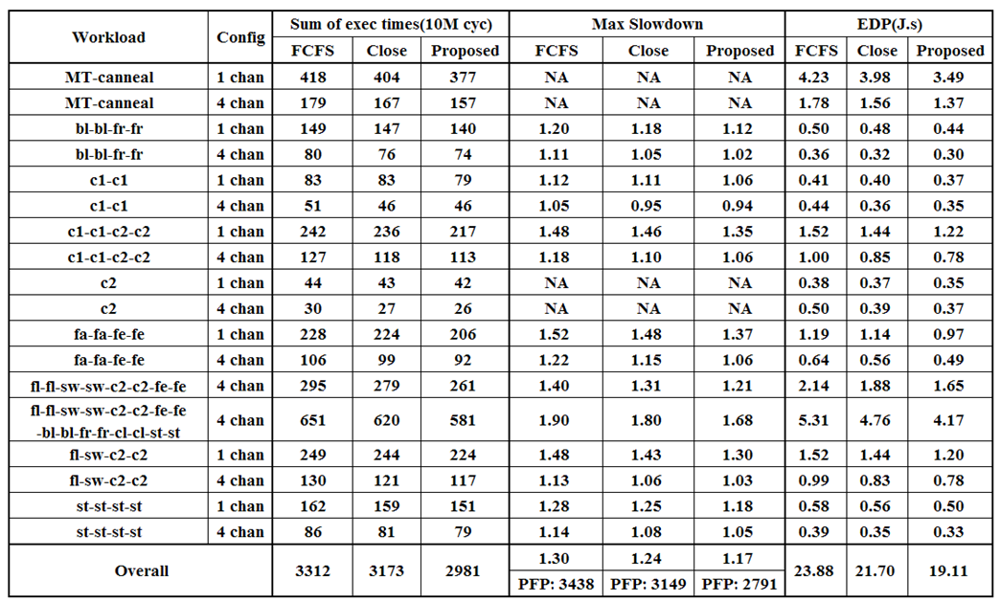 Workload Config Sum of exec times(10M cyc) Max Slowdown EDP(J.s)
FCFS Close Proposed FCFS Close Proposed FCFS Close Proposed
MT-canneal 1 chan 418 404 377 NA NA NA 4.23 3.98 3.49
MT-canneal 4 chan 179 167 157 NA NA NA 1.78 1.56 1.37
bl-bl-fr-fr 1 chan 149 147 140 1.20 1.18 1.12 0.50 0.48 0.44
bl-bl-fr-fr 4 chan 80 76 74 1.11 1.05 1.02 0.36 0.32 0.30
c1-c1 1 chan 83 83 79 1.12 1.11 1.06 0.41 0.40 0.37
c1-c1 4 chan 51 46 46 1.05 0.95 0.94 0.44 0.36 0.35
c1-c1-c2-c2 1 chan 242 236 217 1.48 1.46 1.35 1.52 1.44 1.22
c1-c1-c2-c2 4 chan 127 118 113 1.18 1.10 1.06 1.00 0.85 0.78
c2 1 chan 44 43 42 NA NA NA 0.38 0.37 0.35
c2 4 chan 30 27 26 NA NA NA 0.50 0.39 0.37
fa-fa-fe-fe 1 chan 228 224 206 1.52 1.48 1.37 1.19 1.14 0.97
fa-fa-fe-fe 4 chan 106 99 92 1.22 1.15 1.06 0.64 0.56 0.49
fl-fl-sw-sw-c2-c2-fe-fe 4 chan 295 279 261 1.40 1.31 1.21 2.14 1.88 1.65
fl-fl-sw-sw-c2-c2-fe-fe
-bl-bl-fr-fr-cl-cl-st-st 4 chan 651 620 581 1.90 1.80 1.68 5.31 4.76 4.17
fl-sw-c2-c2 1 chan 249 244 224 1.48 1.43 1.30 1.52 1.44 1.20
fl-sw-c2-c2 4 chan 130 121 117 1.13 1.06 1.03 0.99 0.83 0.78
st-st-st-st 1 chan 162 159 151 1.28 1.25 1.18 0.58 0.56 0.50
st-st-st-st 4 chan 86 81 79 1.14 1.08 1.05 0.39 0.35 0.33
Overall 3312 3173 2981 1.30 1.24 1.17 23.88 21.70 19.11
PFP: 3438 PFP: 3149 PFP: 2791